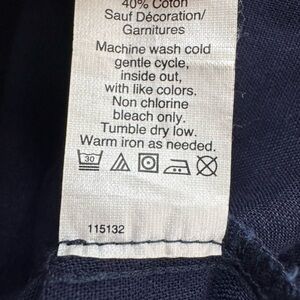 40% Coton
Sauf Décoration/
Garnitures
Machine wash cold
gentle cycle,
inside out,
with like colors.
Non chlorine
bleach only.
Tumble dry low.
Warm iron as needed.
30
115132